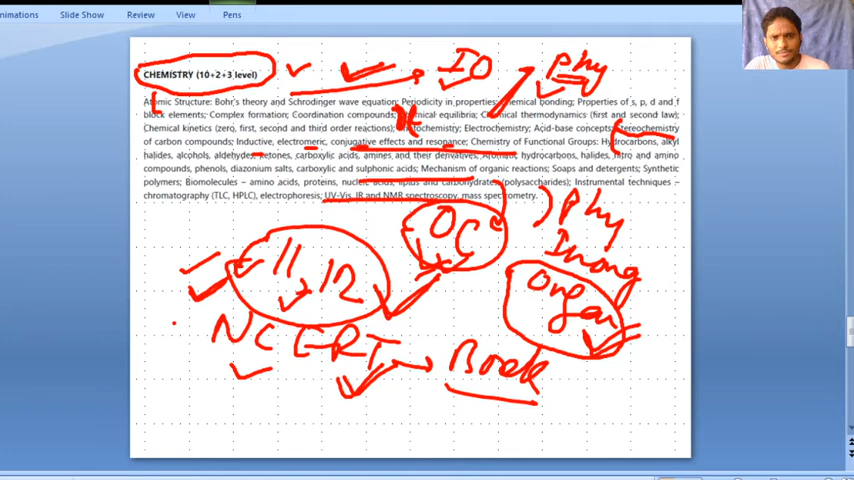 nimations Slide Show Review View Pens
CHEMISTRY (10+2+3 level)
IO
Phy
Atomic Structure: Bohr's theory and Schrodinger wave equation; Periodicity in properties; Chemical bonding; Properties of s, p, d and f
block elements; Complex formation; Coordination compounds; Chemical equilibria; Chemical thermodynamics (first and second law);
Chemical kinetics (zero, first, second and third order reactions); Photochemistry; Electrochemistry; Acid-base concepts; Stereochemistry
of carbon compounds; Inductive, electromeric, conjugative effects and resonance; Chemistry of Functional Groups: Hydrocarbons, alkyl
halides, alcohols, aldehydes, ketones, carboxylic acids, amines and their derivatives; Aromatic hydrocarbons, halides, nitro and amino
compounds, phenols, diazonium salts, carboxylic and sulphonic acids; Mechanism of organic reactions; Soaps and detergents; Synthetic
polymers; Biomolecules – amino acids, proteins, nucleic acids, lipids and carbohydrates (polysaccharides); Instrumental techniques –
chromatography (TLC, HPLC), electrophoresis; UV-Vis, IR and NMR spectroscopy, mass spectrometry.
OC
Phy
Inorg
11, 12
Organ
NCERT
Book